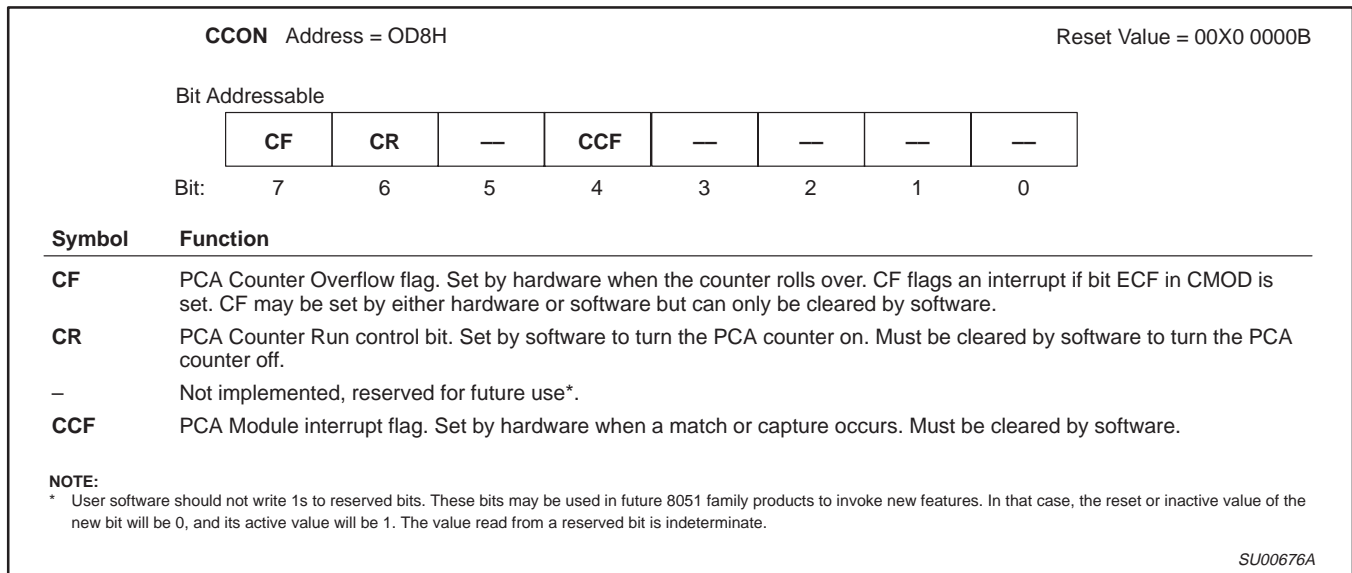 CCON Address = OD8H Reset Value = 00X0 0000B
Bit Addressable
CF CR — CCF — — — —
Bit: 7 6 5 4 3 2 1 0
Symbol Function
CF PCA Counter Overflow flag. Set by hardware when the counter rolls over. CF flags an interrupt if bit ECF in CMOD is
set. CF may be set by either hardware or software but can only be cleared by software.
CR PCA Counter Run control bit. Set by software to turn the PCA counter on. Must be cleared by software to turn the PCA
counter off.
– Not implemented, reserved for future use*.
CCF PCA Module interrupt flag. Set by hardware when a match or capture occurs. Must be cleared by software.
NOTE:
* User software should not write 1s to reserved bits. These bits may be used in future 8051 family products to invoke new features. In that case, the reset or inactive value of the
new bit will be 0, and its active value will be 1. The value read from a reserved bit is indeterminate.
SU00676A